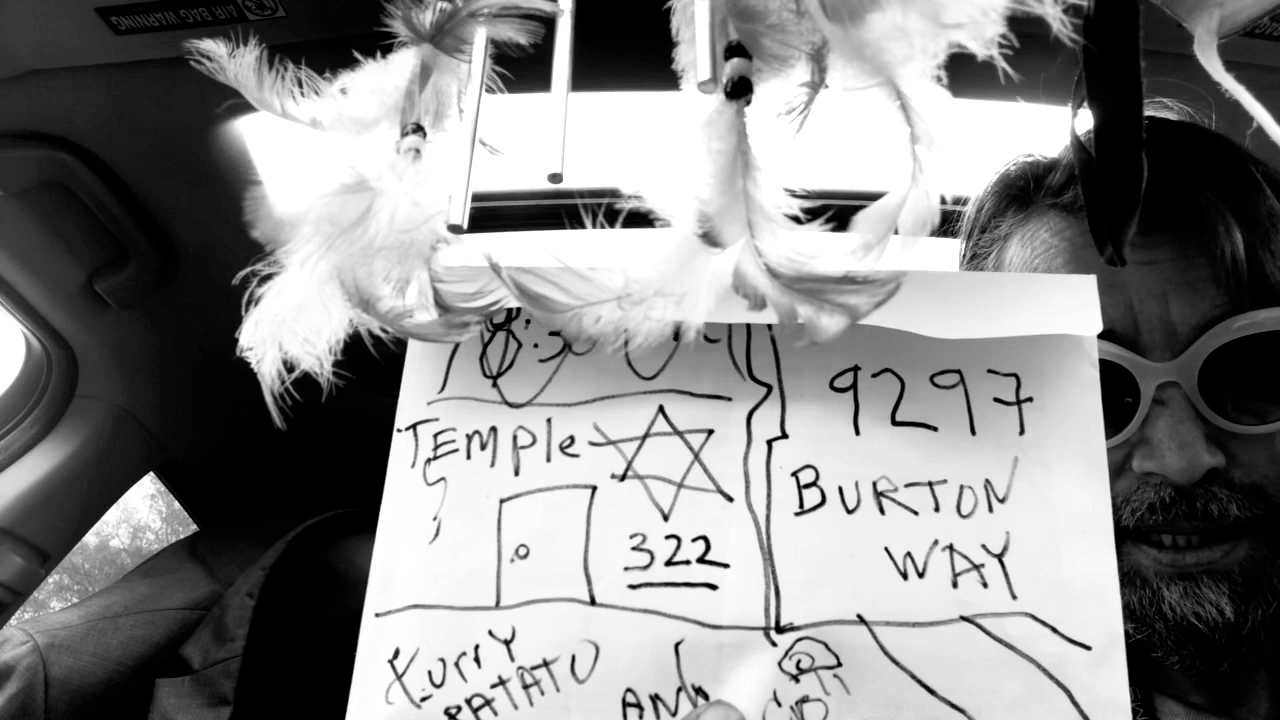 AIR BAG WARNING
TEMPle
322
9297
BURTON
WAY
KurrY
PATATO